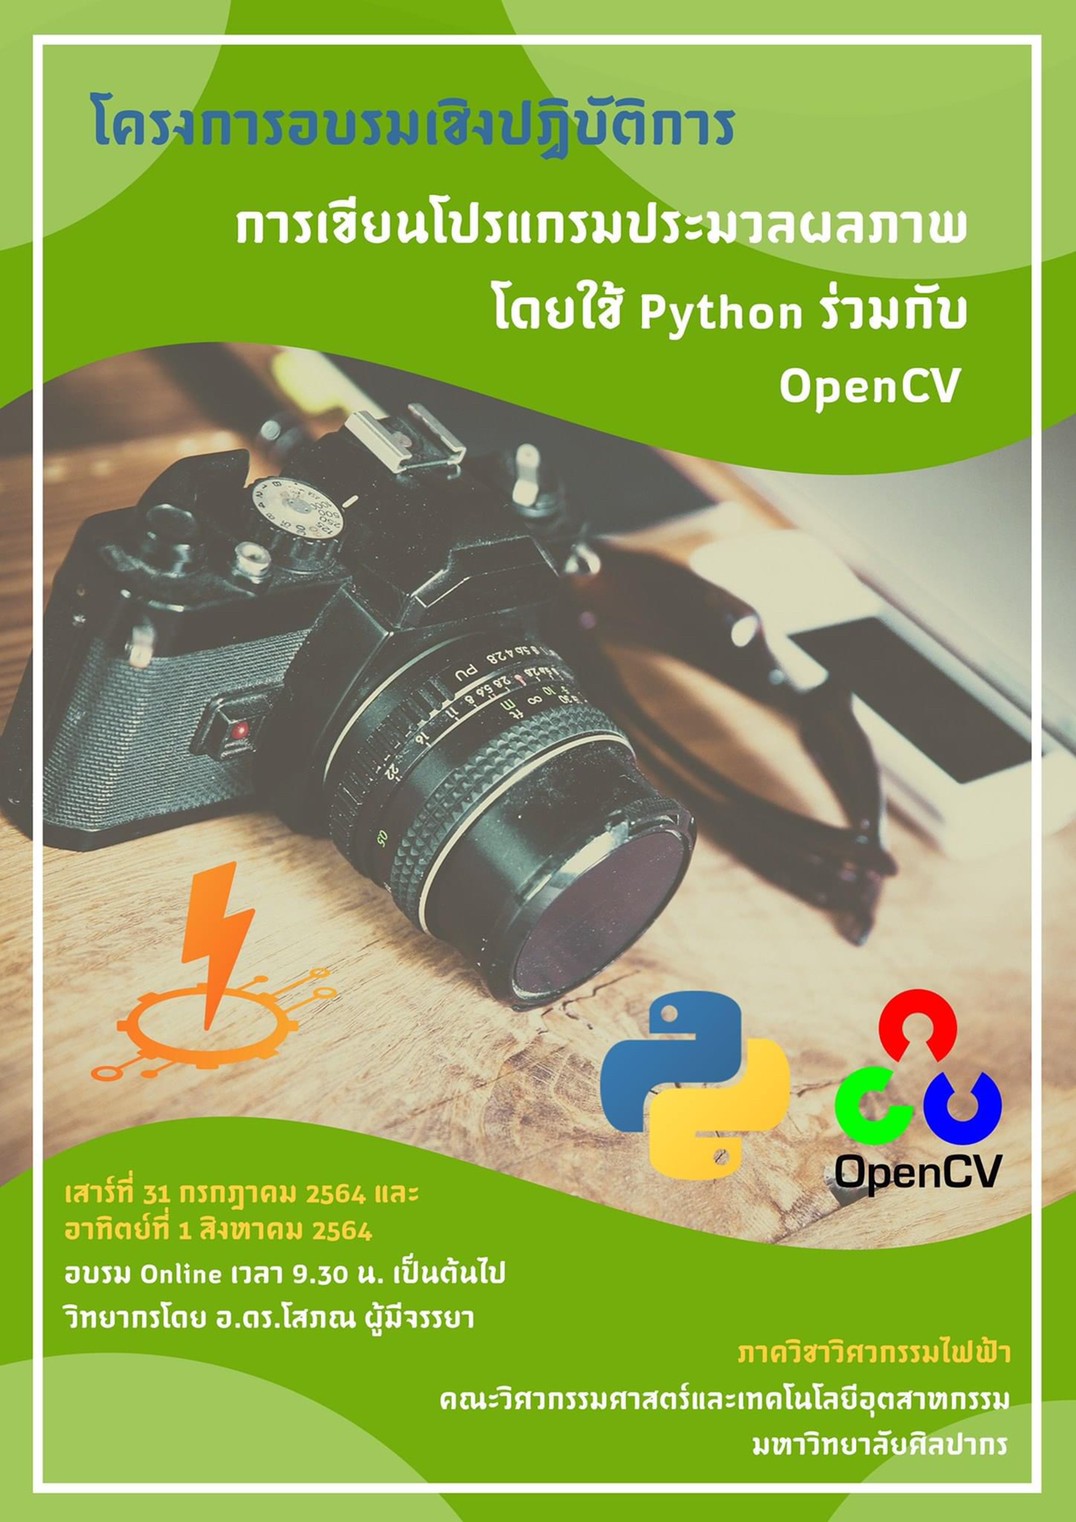 โครงการอบรมเชิงปฏิบัติการ
การเขียนโปรแกรมประมวลผลภาพ
โดยใช้ Python ร่วมกับ
OpenCV
OpenCV
เสาร์ที่ 31 กรกฎาคม 2564 และ
อาทิตย์ที่ 1 สิงหาคม 2564
อบรม Online เวลา 9.30 น. เป็นต้นไป
วิทยากรโดย อ.ดร.โสภณ ผู้มีจรรยา
ภาควิชาวิศวกรรมไฟฟ้า
คณะวิศวกรรมศาสตร์และเทคโนโลยีอุตสาหกรรม
มหาวิทยาลัยศิลปากร